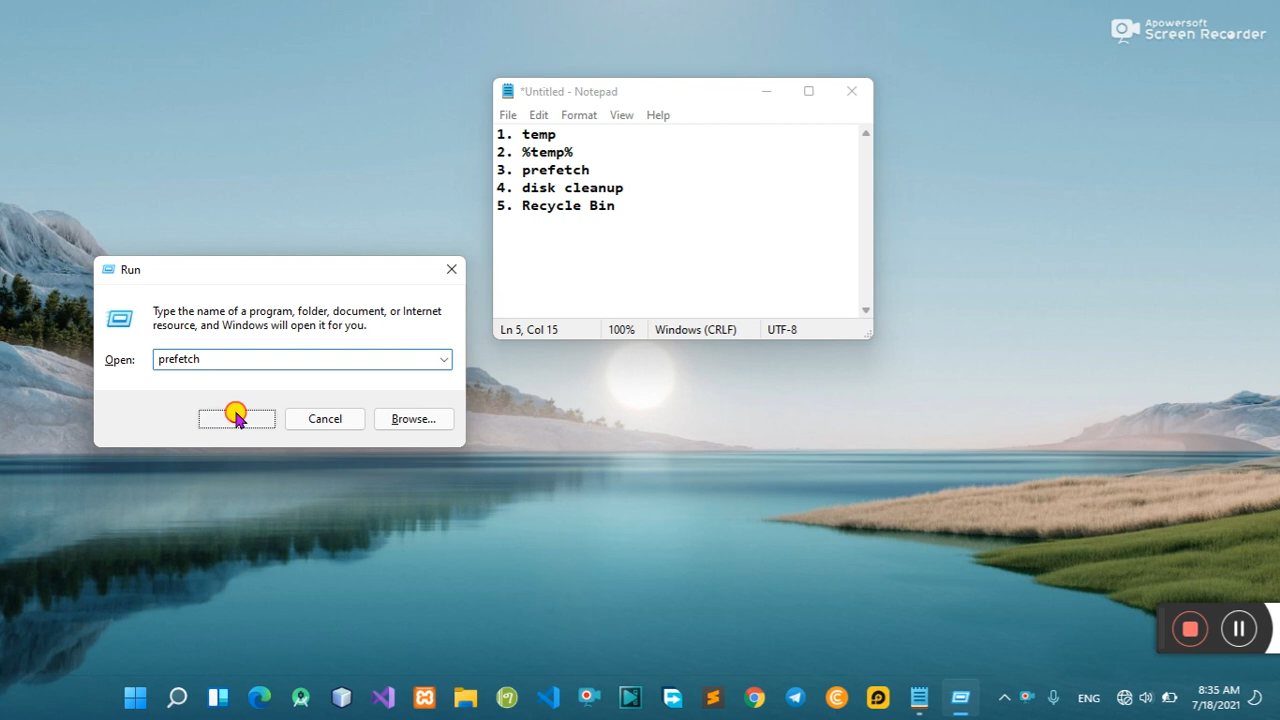 Apowersoft
Screen Recorder
*Untitled - Notepad
File Edit Format View Help
1. temp
2. %temp%
3. prefetch
4. disk cleanup
5. Recycle Bin
Ln 5, Col 15 100% Windows (CRLF) UTF-8
Run
Type the name of a program, folder, document, or Internet
resource, and Windows will open it for you.
Open: prefetch
Cancel Browse...
ENG
8:35 AM
7/18/2021